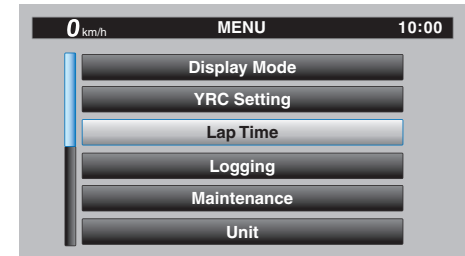 0 km/h MENU 10:00
Display Mode
YRC Setting
Lap Time
Logging
Maintenance
Unit